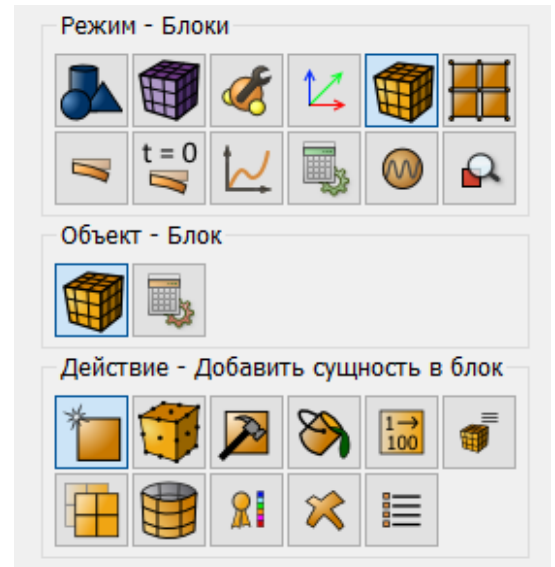 Режим - Блоки
t = 0
Объект - Блок
Действие - Добавить сущность в блок
1→
100